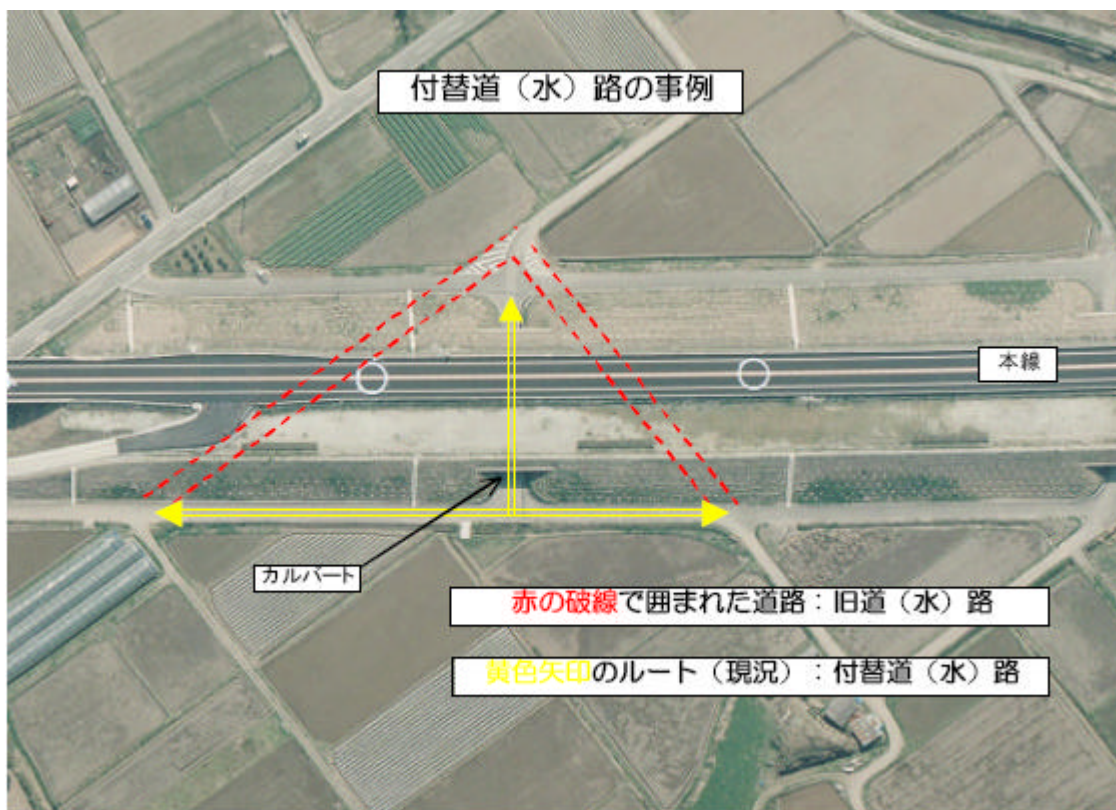 付替道（水）路の事例
本線
カルバート
赤の破線で囲まれた道路：旧道（水）路
黄色矢印のルート（現況）：付替道（水）路